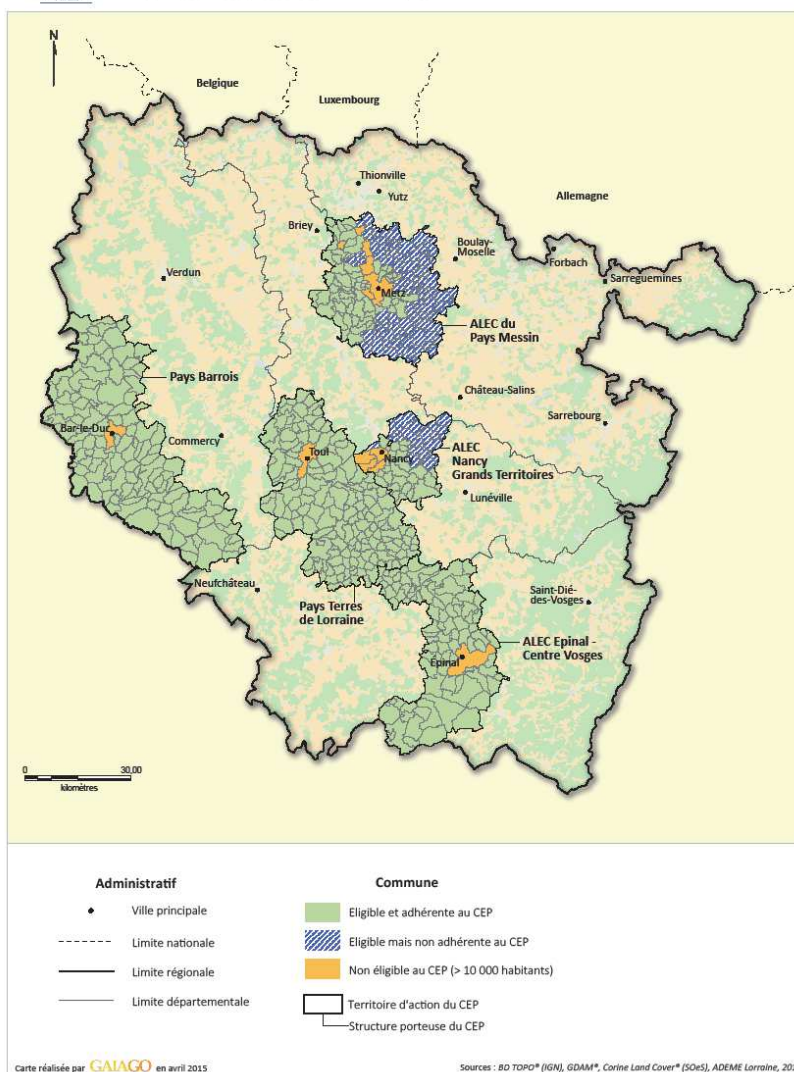 N
Belgique
Luxembourg
Thionville
Yutz
Allemagne
Briey
Boulay-
Moselle
Forbach
Verdun
Sarreguemines
Metz
ALEC du
Pays Messin
Pays Barrois
Château-Salins
Sarrebourg
Bar-le-Duc
Commercy
Toul
Nancy
ALEC
Nancy
Grands Territoires
Lunéville
Neufchâteau
Pays Terres
de Lorraine
Saint-Dié-
des-Vosges
ALEC Epinal -
Centre Vosges
Epinal
0 30,00
kilomètres
Administratif
Ville principale
Limite nationale
Limite régionale
Limite départementale
Commune
Eligible et adhérente au CEP
Eligible mais non adhérente au CEP
Non éligible au CEP (> 10 000 habitants)
Territoire d'action du CEP
Structure porteuse du CEP
Carte réalisée par GAIAGO en avril 2015
Sources : BD TOPO® (IGN), GDAM®, Corine Land Cover® (SOeS), ADEME Lorraine,